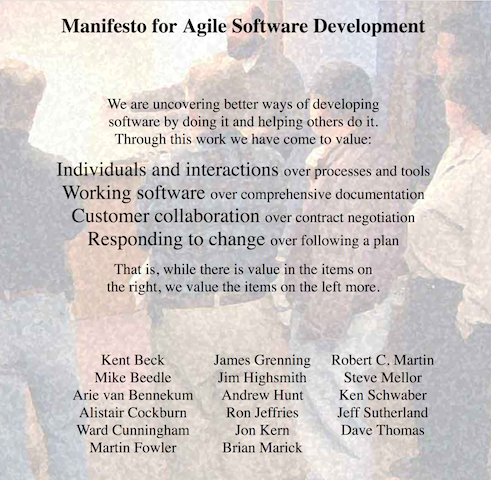 Manifesto for Agile Software Development
We are uncovering better ways of developing
software by doing it and helping others do it.
Through this work we have come to value:
Individuals and interactions over processes and tools
Working software over comprehensive documentation
Customer collaboration over contract negotiation
Responding to change over following a plan
That is, while there is value in the items on
the right, we value the items on the left more.
Kent Beck
Mike Beedle
Arie van Bennekum
Alistair Cockburn
Ward Cunningham
Martin Fowler
James Grenning
Jim Highsmith
Andrew Hunt
Ron Jeffries
Jon Kern
Brian Marick
Robert C. Martin
Steve Mellor
Ken Schwaber
Jeff Sutherland
Dave Thomas